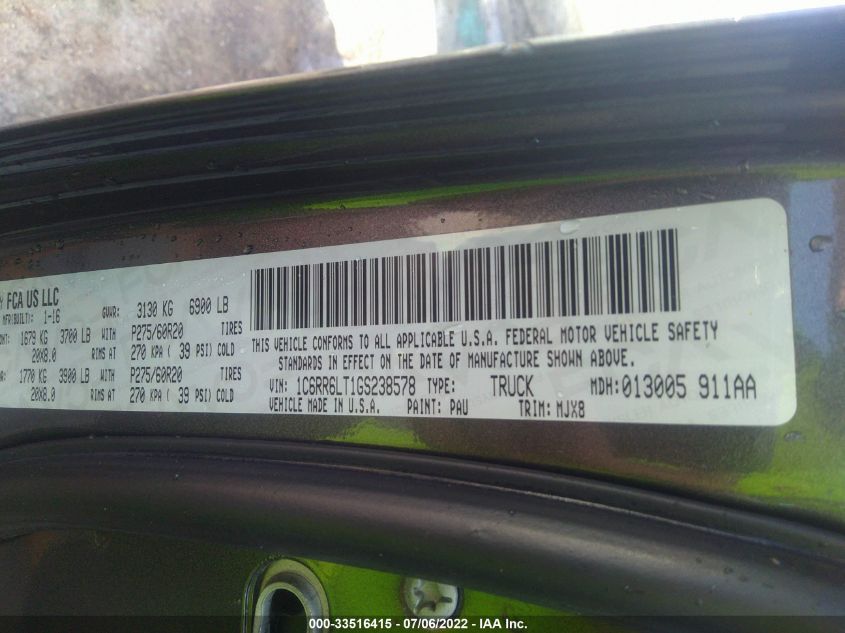 Y FCA US LLC
MFR(BUILT): 1-16 GVWR: 3130 KG 6900 LB
ONT: 1679 KG 3700 LB WITH P275/60R20 TIRES
20X8.0 RIMS AT 270 KPA ( 39 PSI) COLD
AR: 1770 KG 3900 LB WITH P275/60R20 TIRES
20X8.0 RIMS AT 270 KPA ( 39 PSI) COLD
THIS VEHICLE CONFORMS TO ALL APPLICABLE U.S.A. FEDERAL MOTOR VEHICLE SAFETY
STANDARDS IN EFFECT ON THE DATE OF MANUFACTURE SHOWN ABOVE.
VIN: 1C6RR6LT1GS238578 TYPE: TRUCK MDH:013005 911AA
VEHICLE MADE IN U.S.A. PAINT: PAU TRIM: MJX8
000-33516415 - 07/06/2022 - IAA Inc.